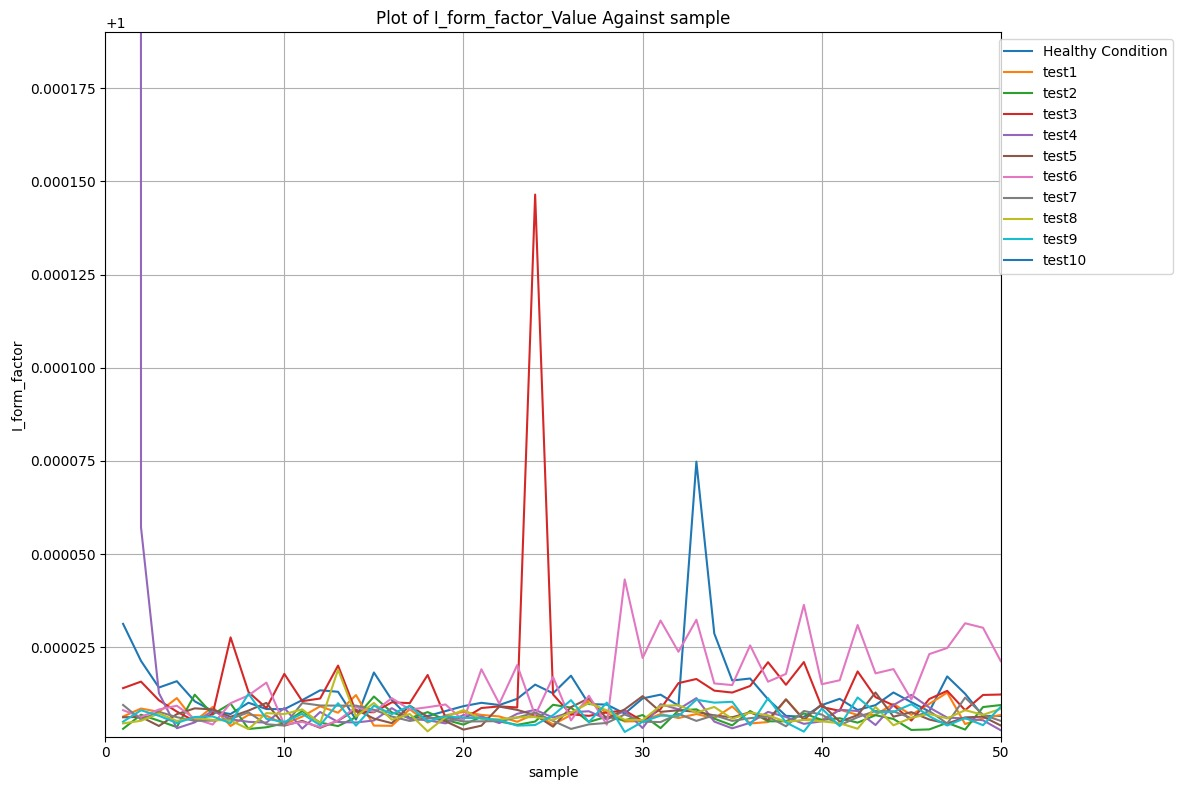 Plot of I_form_factor_Value Against sample
+1
0.000175
0.000150
0.000125
0.000100
0.000075
0.000050
0.000025
I_form_factor
0
10
20
30
40
50
sample
Healthy Condition
test1
test2
test3
test4
test5
test6
test7
test8
test9
test10